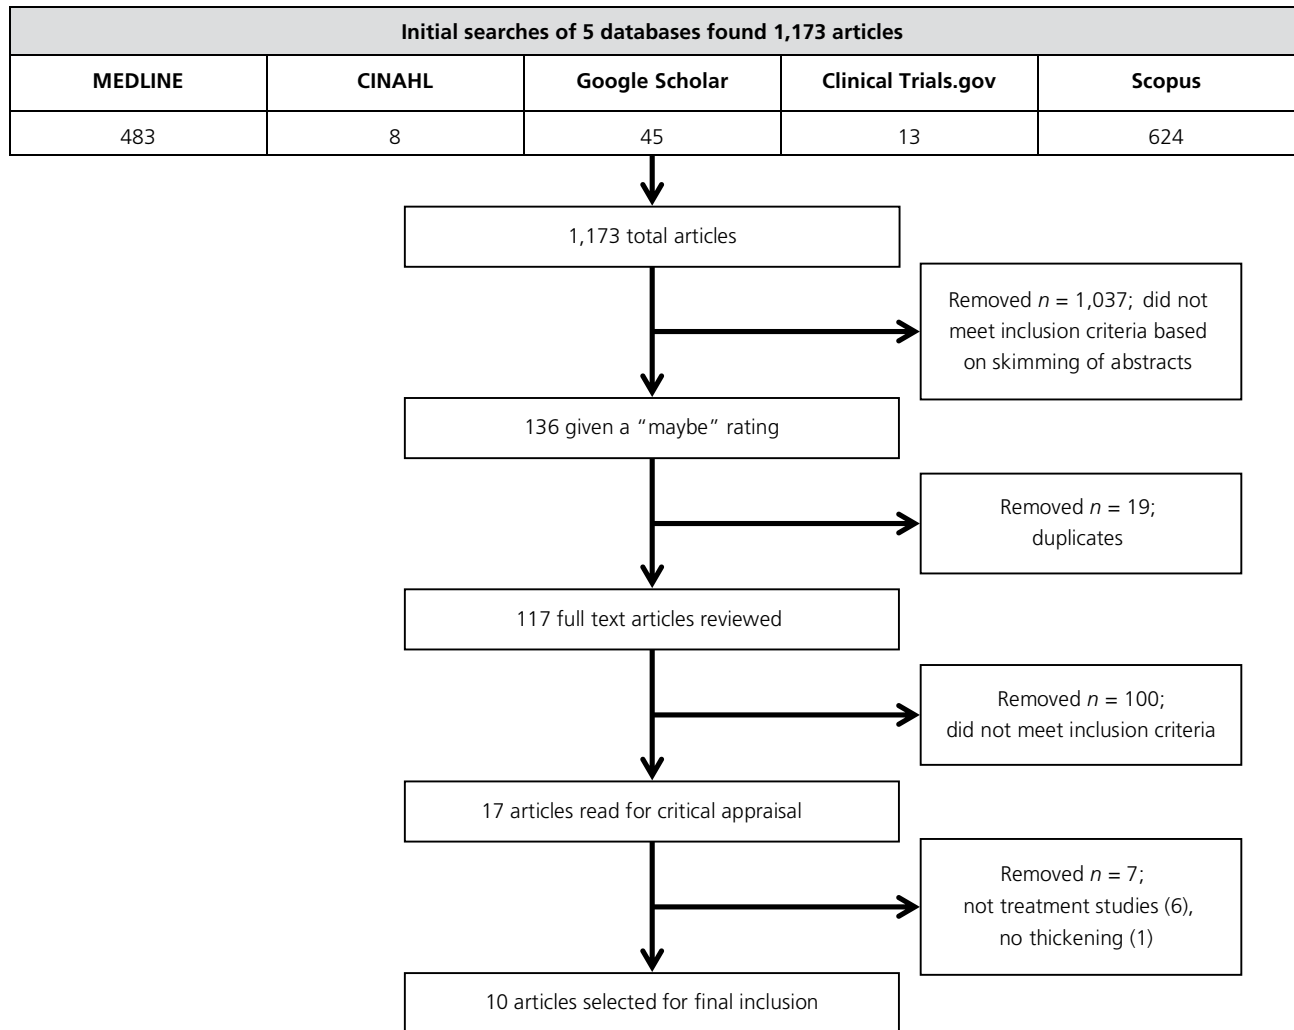 Initial searches of 5 databases found 1,173 articles
MEDLINE CINAHL Google Scholar Clinical Trials.gov Scopus
483 8 45 13 624
1,173 total articles
Removed n = 1,037; did not
meet inclusion criteria based
on skimming of abstracts
136 given a “maybe” rating
Removed n = 19;
duplicates
117 full text articles reviewed
Removed n = 100;
did not meet inclusion criteria
17 articles read for critical appraisal
Removed n = 7;
not treatment studies (6),
no thickening (1)
10 articles selected for final inclusion